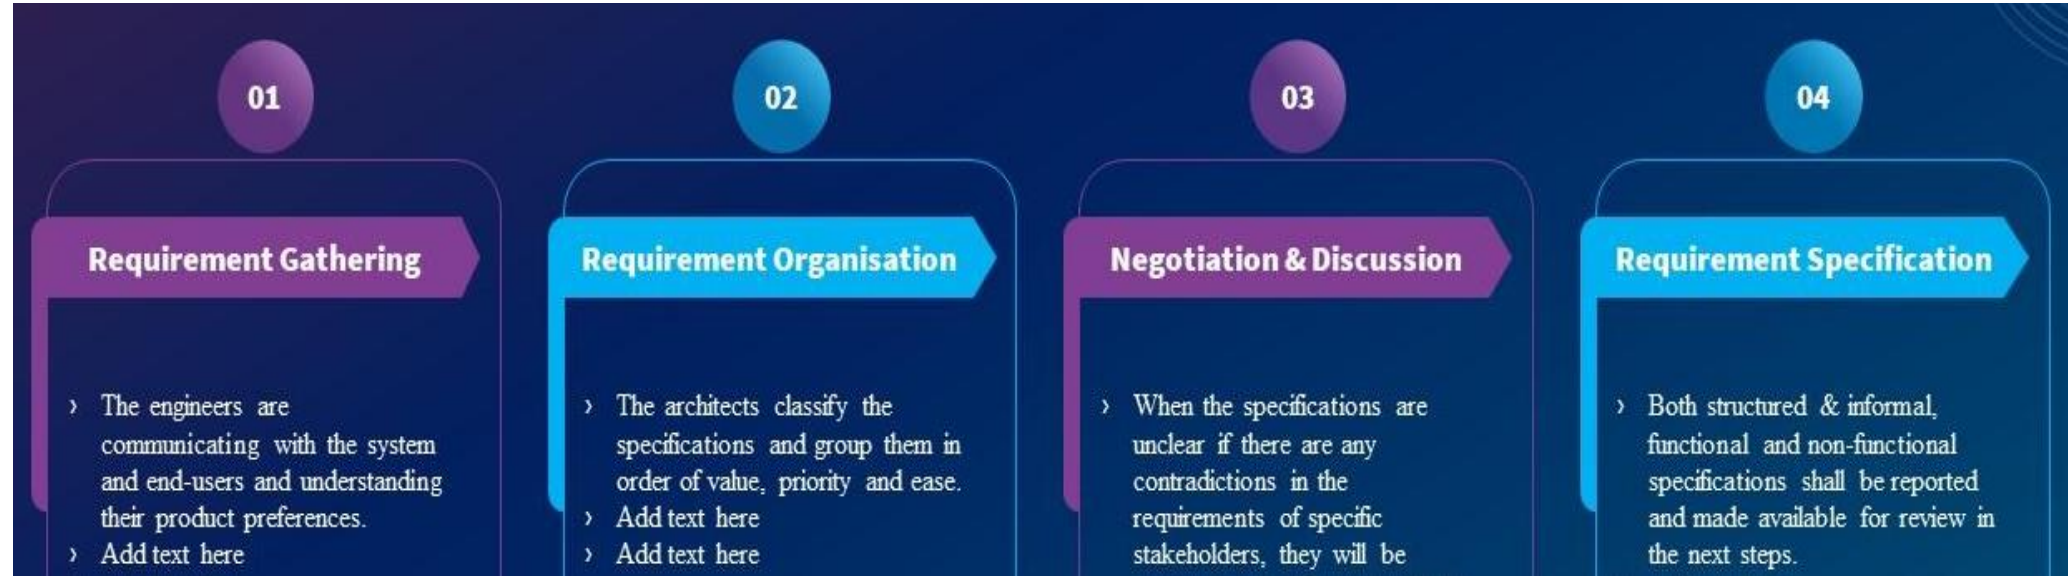 01
Requirement Gathering
› The engineers are
communicating with the system
and end-users and understanding
their product preferences.
› Add text here
02
Requirement Organisation
› The architects classify the
specifications and group them in
order of value, priority and ease.
› Add text here
› Add text here
03
Negotiation & Discussion
› When the specifications are
unclear if there are any
contradictions in the
requirements of specific
stakeholders, they will be
04
Requirement Specification
› Both structured & informal,
functional and non-functional
specifications shall be reported
and made available for review in
the next steps.